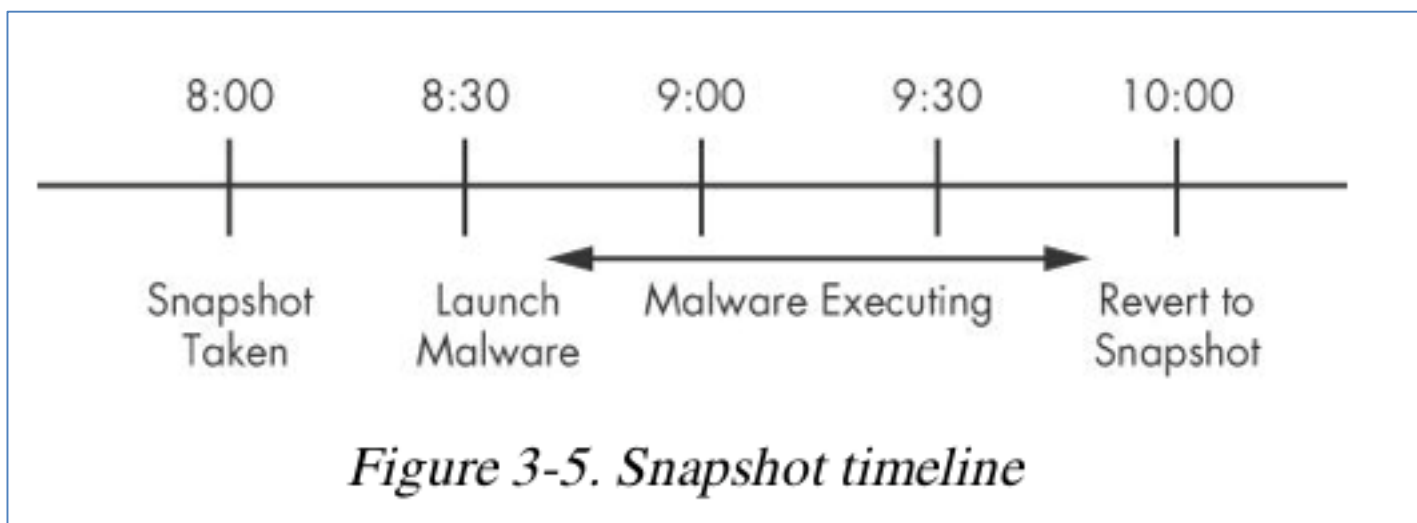 8:00 8:30 9:00 9:30 10:00
Snapshot Launch Malware Executing Revert to
Taken Malware Snapshot
Figure 3-5. Snapshot timeline